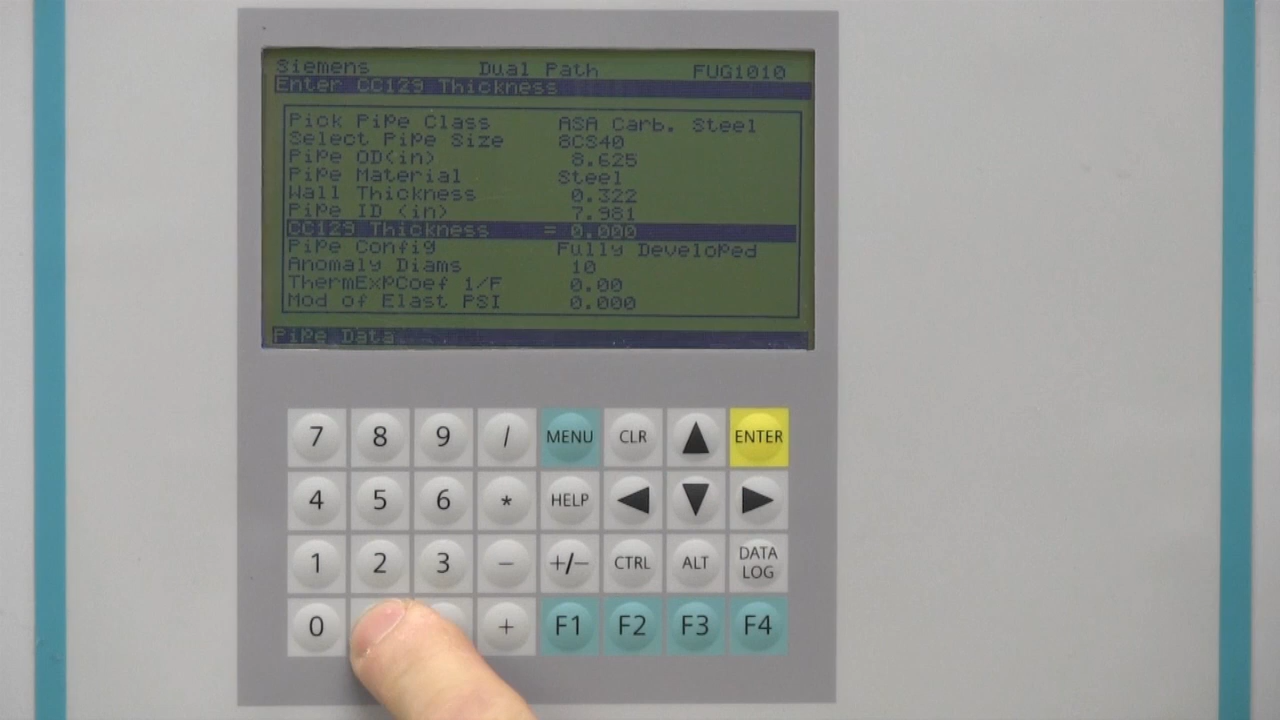 Siemens Dual Path FUG1010
Enter CC129 Thickness
Pick Pipe Class ASA Carb. Steel
Select Pipe Size 8CS40
Pipe OD(in) 8.625
Pipe Material Steel
Wall Thickness 0.322
Pipe ID (in) 7.981
CC129 Thickness = 0.000
Pipe Config Fully Developed
Anomaly Diams 10
ThermExpCoef 1/F 0.00
Mod of Elast PSI 0.000
Pipe Data
7 8 9 / MENU CLR ▲ ENTER
4 5 6 * HELP ◀ ▼ ▶
1 2 3 − +/− CTRL ALT DATA LOG
0 + F1 F2 F3 F4